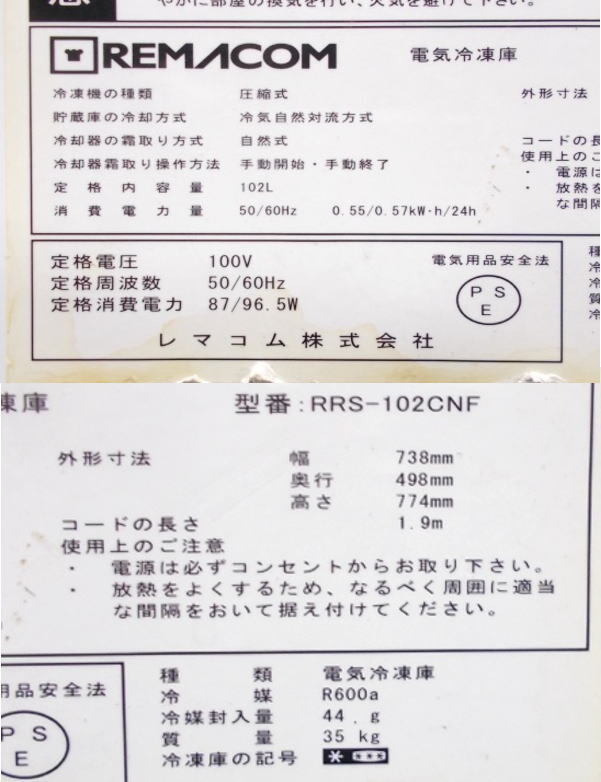 やかに部屋の換気を行い、火気を避けて下さい。
REMACOM 電気冷凍庫
冷凍機の種類 圧縮式 外形寸法
貯蔵庫の冷却方式 冷気自然対流方式
冷却器の霜取り方式 自然式 コードの長
使用上のご
冷却器霜取り操作方法 手動開始・手動終了 ・ 電源は
定格内容量 102L ・ 放熱を
な間隔
消費電力量 50/60Hz 0.55/0.57kW·h/24h
定格電圧 100V 電気用品安全法
定格周波数 50/60Hz
定格消費電力 87/96.5W
PSE
レマコム株式会社
種
冷
冷
質
冷
凍庫 型番:RRS-102CNF
外形寸法 幅 738mm
奥行 498mm
高さ 774mm
コードの長さ 1.9m
使用上のご注意
・ 電源は必ずコンセントからお取り下さい。
・ 放熱をよくするため、なるべく周囲に適当
な間隔をおいて据え付けてください。
用品安全法
PSE
種類 電気冷凍庫
冷媒 R600a
冷媒封入量 44.g
質量 35 kg
冷凍庫の記号 * ***